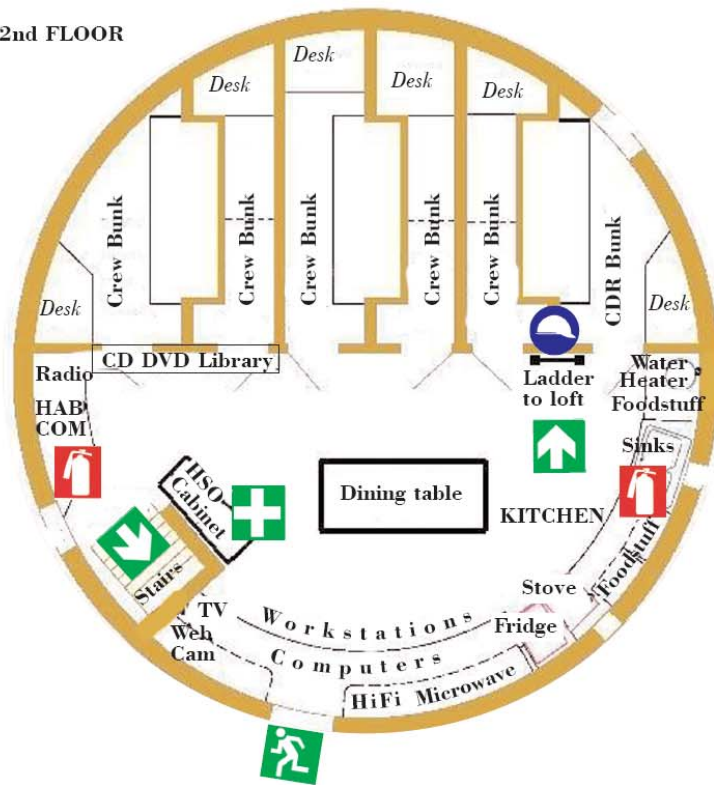 2nd FLOOR
Desk
Desk
Desk
Desk
Crew Bunk
Crew Bunk
Crew Bunk
Crew Bunk
Crew Bunk
CDR Bunk
Desk
Desk
CD DVD Library
Radio
HAB
COM
Ladder
to loft
Water
Heater
Foodstuff
Sinks
HSO
Cabinet
Dining table
KITCHEN
Stairs
Foodstuff
Stove
Fridge
TV
Web
Cam
Workstations
Computers
HiFi Microwave